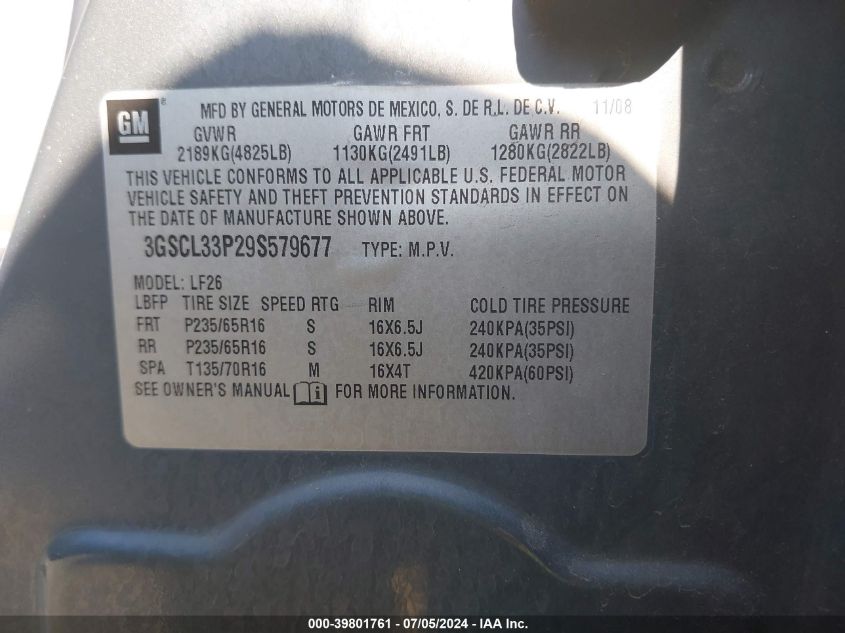 GM ® MFD BY GENERAL MOTORS DE MEXICO, S. DE R.L. DE C.V. 11/08
GVWR GAWR FRT GAWR RR
2189KG(4825LB) 1130KG(2491LB) 1280KG(2822LB)
THIS VEHICLE CONFORMS TO ALL APPLICABLE U.S. FEDERAL MOTOR
VEHICLE SAFETY AND THEFT PREVENTION STANDARDS IN EFFECT ON
THE DATE OF MANUFACTURE SHOWN ABOVE.
3GSCL33P29S579677 TYPE: M.P.V.
MODEL: LF26
LBFP TIRE SIZE SPEED RTG RIM COLD TIRE PRESSURE
FRT P235/65R16 S 16X6.5J 240KPA(35PSI)
RR P235/65R16 S 16X6.5J 240KPA(35PSI)
SPA T135/70R16 M 16X4T 420KPA(60PSI)
SEE OWNER'S MANUAL i FOR MORE INFORMATION.
000-39801761 - 07/05/2024 - IAA Inc.